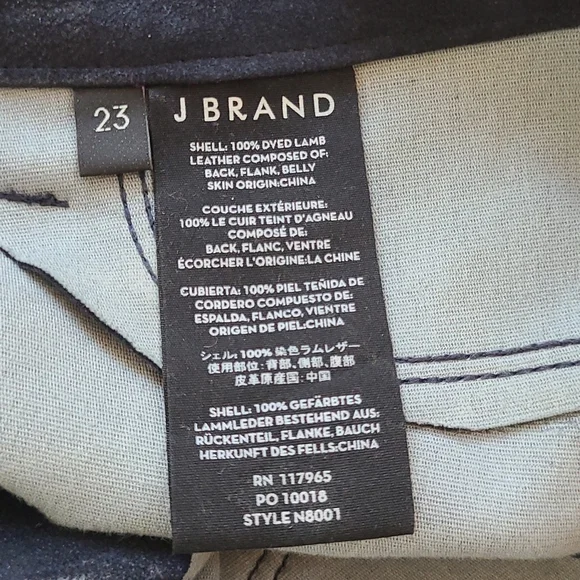 23
J BRAND
SHELL: 100% DYED LAMB
LEATHER COMPOSED OF:
BACK, FLANK, BELLY
SKIN ORIGIN:CHINA
COUCHE EXTÉRIEURE:
100% LE CUIR TEINT D'AGNEAU
COMPOSÉ DE:
BACK, FLANC, VENTRE
ÉCORCHER L'ORIGINE:LA CHINE
CUBIERTA: 100% PIEL TEÑIDA DE
CORDERO COMPUESTO DE:
ESPALDA, FLANCO, VIENTRE
ORIGEN DE PIEL:CHINA
シェル: 100% 染色ラムレザー
使用部位: 背部、側部、腹部
皮革原産国: 中国
SHELL: 100% GEFÄRBTES
LAMMLEDER BESTEHEND AUS:
RÜCKENTEIL, FLANKE, BAUCH
HERKUNFT DES FELLS:CHINA
RN 117965
PO 10018
STYLE N8001